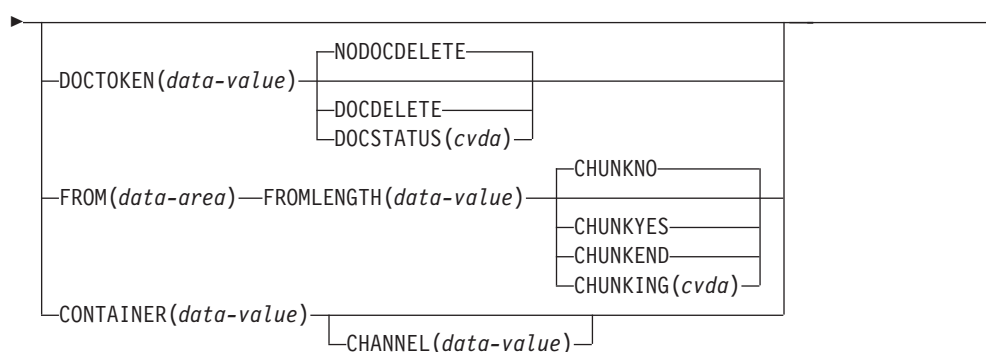 NODOCDELETE
DOCTOKEN(data-value)
DOCDELETE
DOCSTATUS(cvda)
CHUNKNO
FROM(data-area) FROMLENGTH(data-value)
CHUNKYES
CHUNKEND
CHUNKING(cvda)
CONTAINER(data-value)
CHANNEL(data-value)